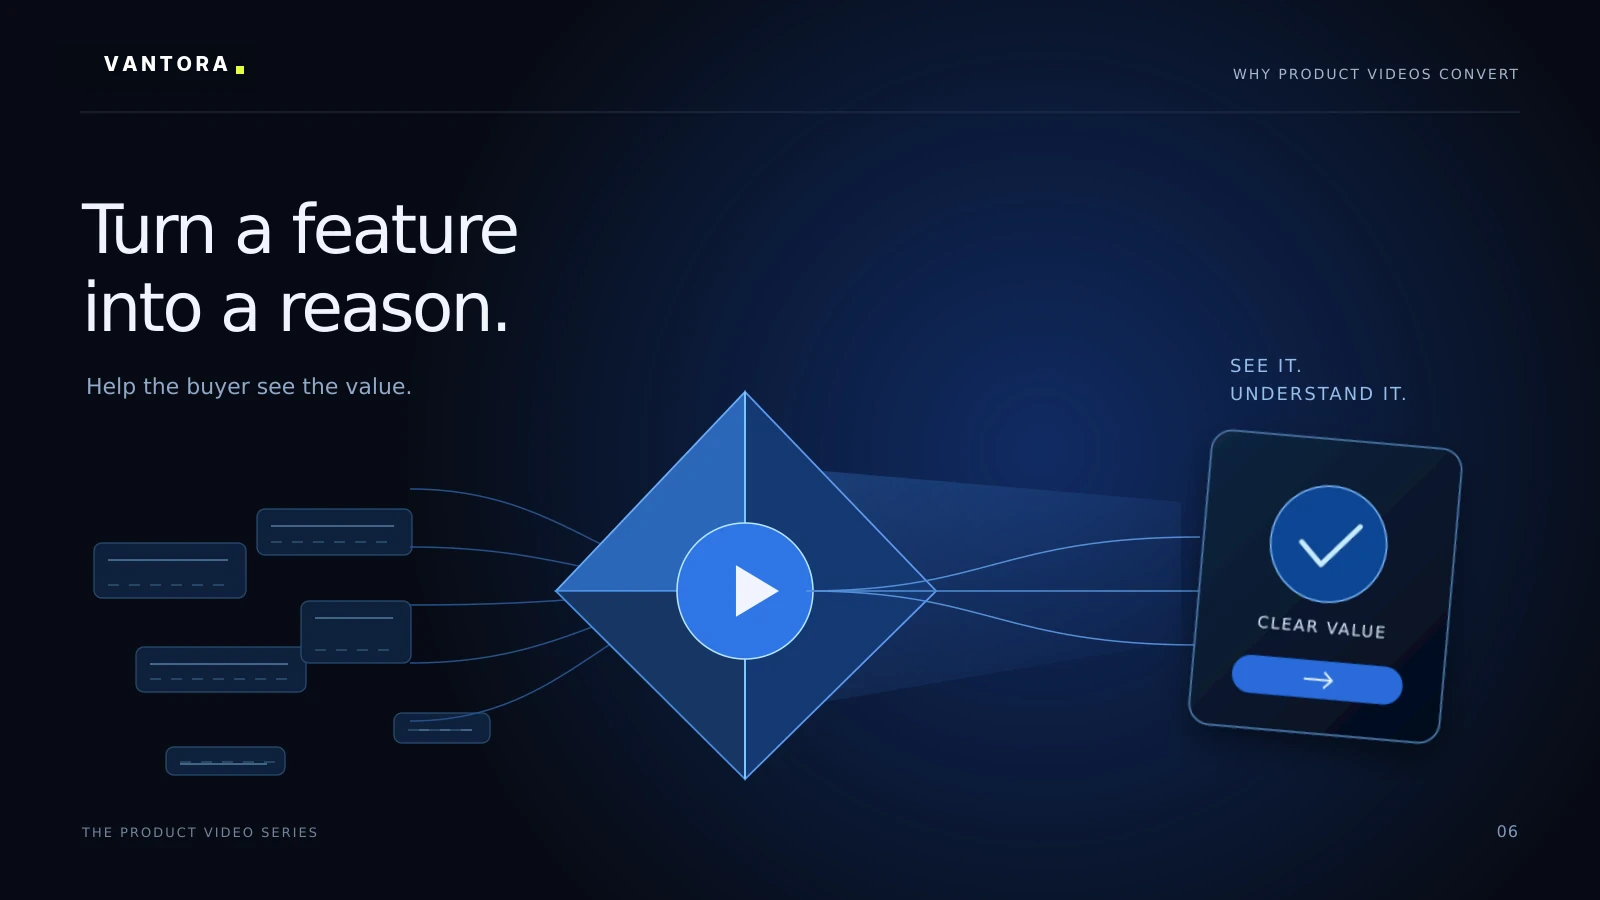 VANTORA
WHY PRODUCT VIDEOS CONVERT
Turn a feature
into a reason.
Help the buyer see the value.
SEE IT.
UNDERSTAND IT.
CLEAR VALUE
THE PRODUCT VIDEO SERIES
06